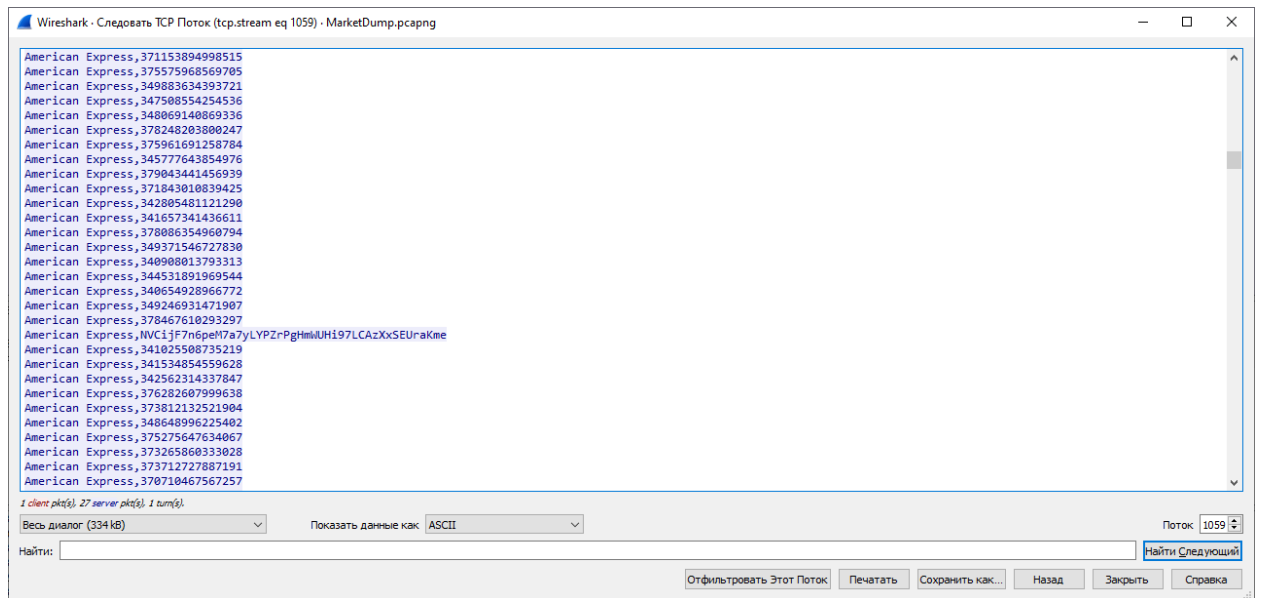 Wireshark · Следовать TCP Поток (tcp.stream eq 1059) · MarketDump.pcapng
American Express,371153894998515
American Express,375575968569705
American Express,349883634393721
American Express,347508554254536
American Express,348069140869336
American Express,378248203800247
American Express,375961691258784
American Express,345777643854976
American Express,379043441456939
American Express,371843010839425
American Express,342805481121290
American Express,341657341436611
American Express,378086354960794
American Express,349371546727830
American Express,340908013793313
American Express,344531891969544
American Express,340654928966772
American Express,349246931471907
American Express,378467610293297
American Express,NVCijF7n6peM7a7yLYPZrPgHmWUHi97LCAzXxSEUraKme
American Express,341025508735219
American Express,341534854559628
American Express,342562314337847
American Express,376282607999638
American Express,373812132521904
American Express,348648996225402
American Express,375275647634067
American Express,373265860333028
American Express,373712727887191
American Express,370710467567257
1 client pkt(s), 27 server pkt(s), 1 turn(s).
Весь диалог (334 kB) Показать данные как ASCII Поток 1059
Найти: Найти Следующий
Отфильтровать Этот Поток Печатать Сохранить как... Назад Закрыть Справка